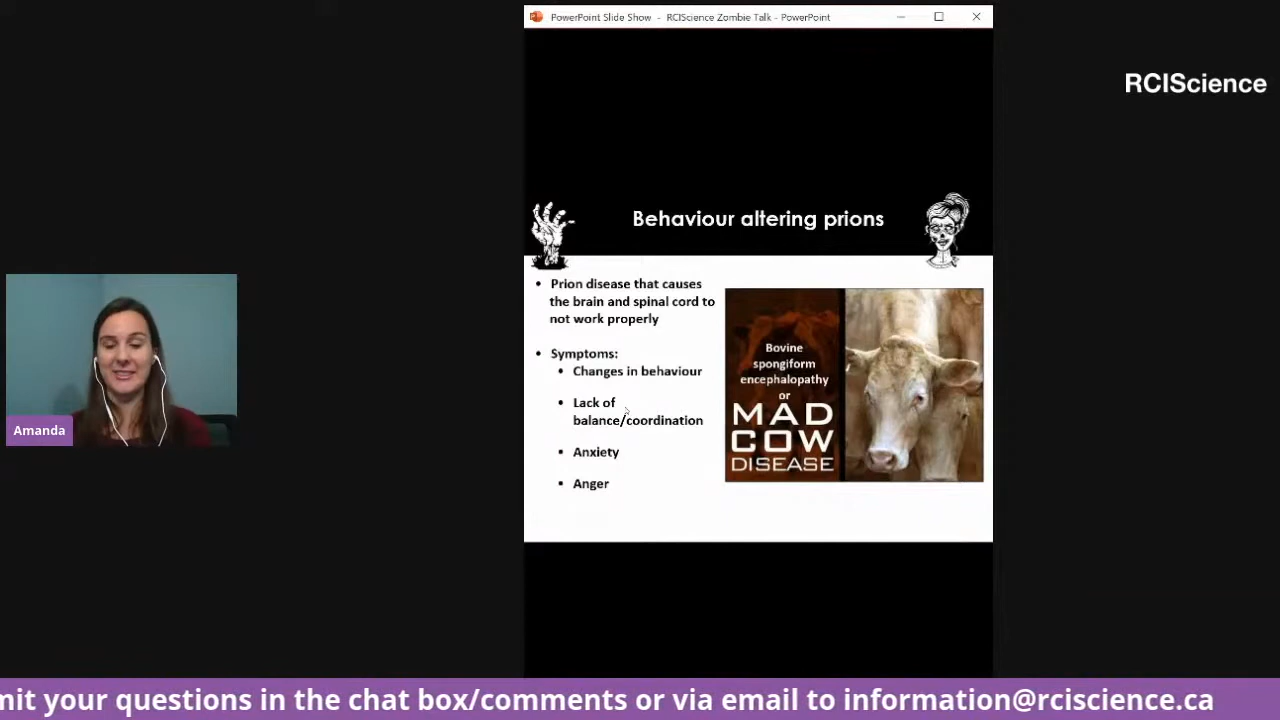 PowerPoint Slide Show - RCIScience Zombie Talk - PowerPoint
RCIScience
Behaviour altering prions
• Prion disease that causes
the brain and spinal cord to
not work properly
• Symptoms:
• Changes in behaviour
• Lack of
balance/coordination
• Anxiety
• Anger
Bovine
spongiform
encephalopathy
or
MAD
COW
DISEASE
Amanda
mit your questions in the chat box/comments or via email to information@rciscience.ca